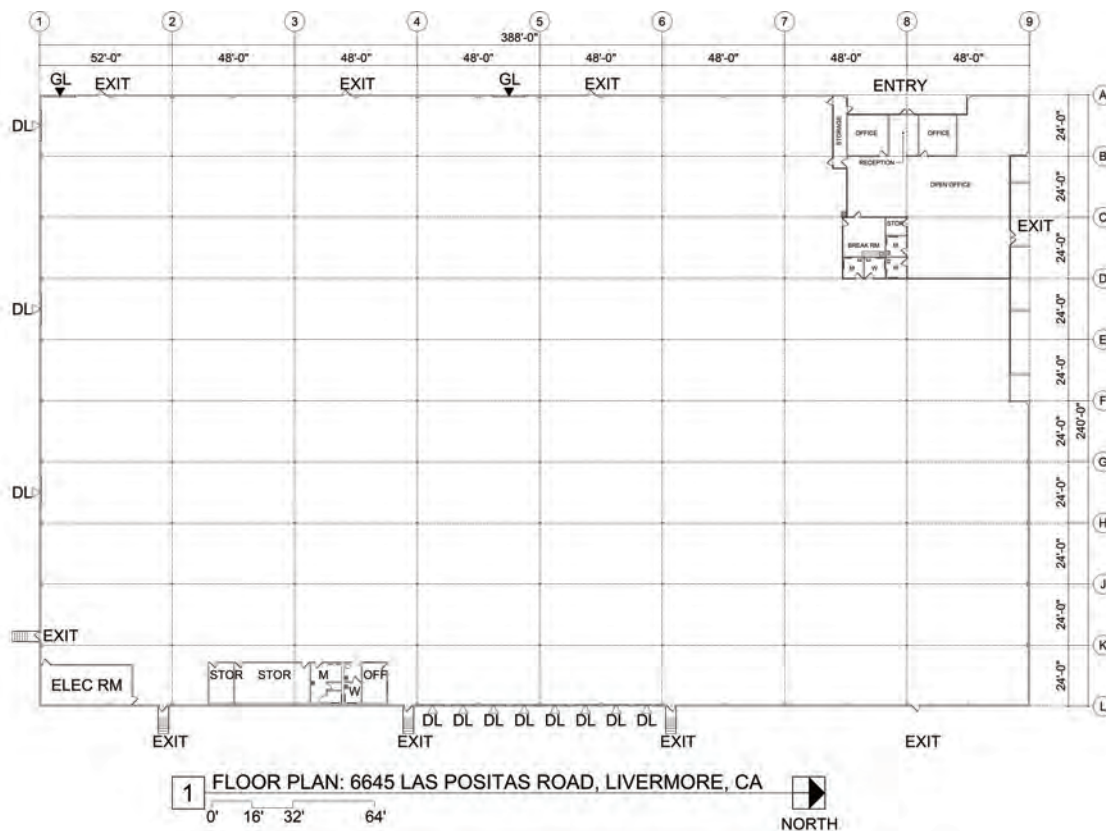 1 2 3 4 5 6 7 8 9
388'-0"
52'-0" 48'-0" 48'-0" 48'-0" 48'-0" 48'-0" 48'-0" 48'-0"
GL EXIT EXIT GL EXIT ENTRY
A
DL
24'-0"
STORAGE
OFFICE OFFICE
B
RECEPTION
24'-0"
OPEN OFFICE
C
STOR
EXIT
BREAK RM M
24'-0"
M W W
D
DL
24'-0"
E
24'-0"
F
240'-0"
24'-0"
G
DL
24'-0"
H
24'-0"
J
EXIT
24'-0"
K
ELEC RM
STOR STOR M W OFF
24'-0"
L
DL DL DL DL DL DL DL DL
EXIT EXIT EXIT EXIT
1 FLOOR PLAN: 6645 LAS POSITAS ROAD, LIVERMORE, CA
0' 16' 32' 64'
NORTH